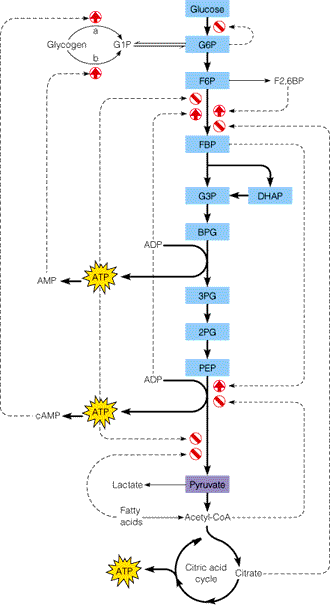 Glucose
a
Glycogen
G1P
G6P
b
F6P
F2,6BP
FBP
G3P
DHAP
BPG
ADP
AMP
ATP
3PG
2PG
PEP
ADP
cAMP
ATP
Lactate
Pyruvate
Fatty
acids
Acetyl-CoA
ATP
Citric acid
cycle
Citrate